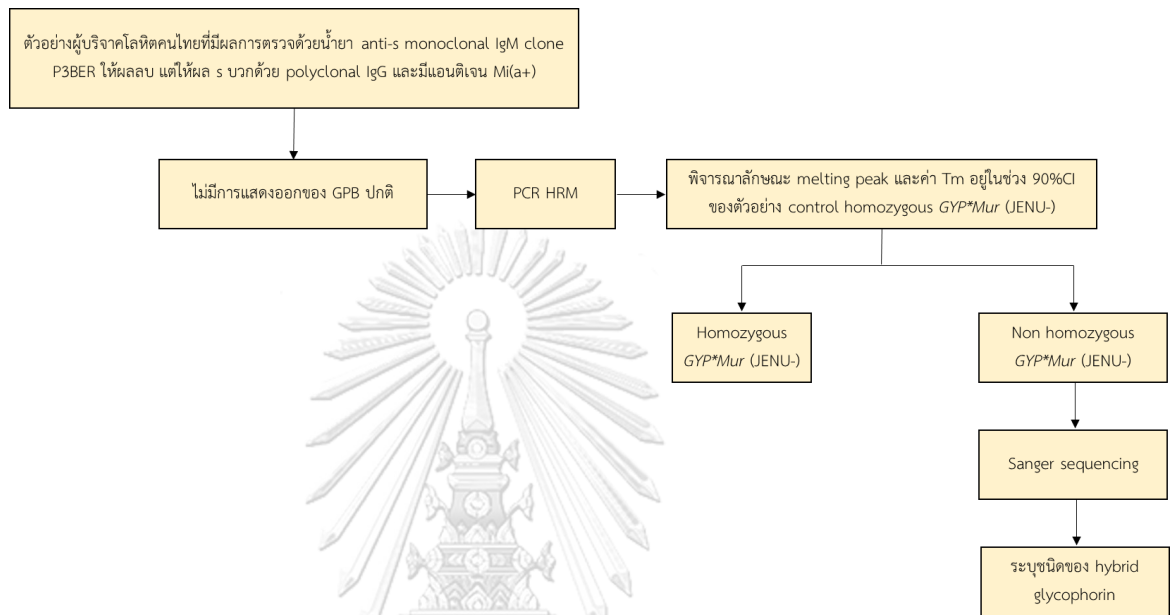 ตัวอย่างผู้บริจาคโลหิตคนไทยที่มีผลการตรวจด้วยน้ำยา anti-s monoclonal IgM clone
P3BER ให้ผลลบ แต่ให้ผล s บวกด้วย polyclonal IgG และมีแอนติเจน Mi(a+)
ไม่มีการแสดงออกของ GPB ปกติ
PCR HRM
พิจารณาลักษณะ melting peak และค่า Tm อยู่ในช่วง 90%CI
ของตัวอย่าง control homozygous GYP*Mur (JENU-)
Homozygous
GYP*Mur (JENU-)
Non homozygous
GYP*Mur (JENU-)
Sanger sequencing
ระบุชนิดของ hybrid
glycophorin